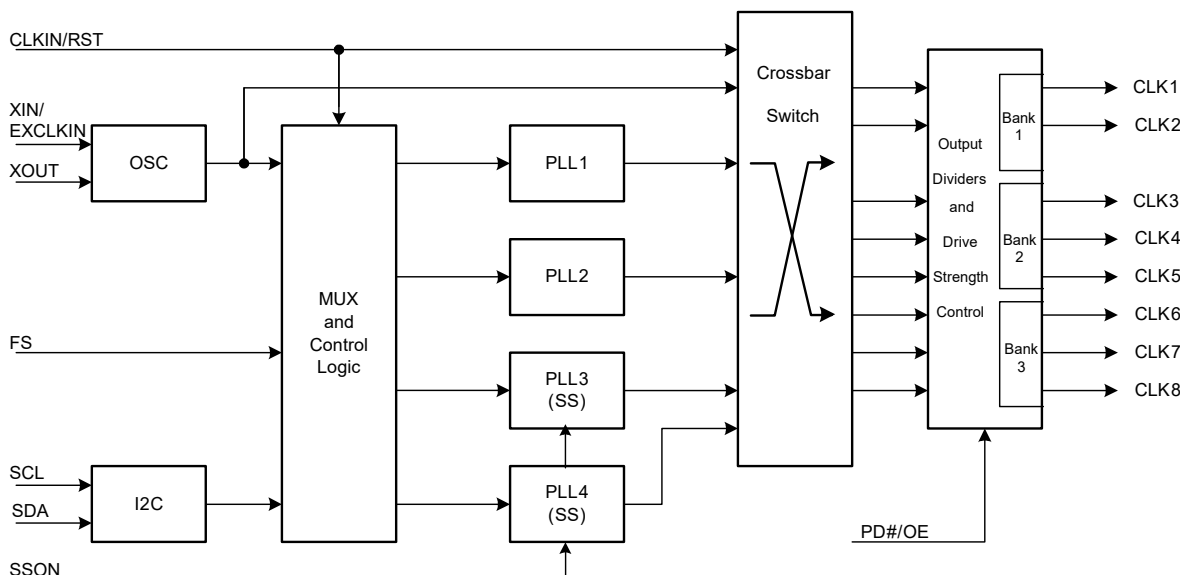 CLKIN/RST
Crossbar
Switch
XIN/
EXCLKIN
XOUT
OSC
PLL1
PLL2
MUX
and
Control
Logic
FS
PLL3
(SS)
SCL
SDA
I2C
PLL4
(SS)
SSON
Output
Dividers
and
Drive
Strength
Control
Bank
1
Bank
2
Bank
3
CLK1
CLK2
CLK3
CLK4
CLK5
CLK6
CLK7
CLK8
PD#/OE